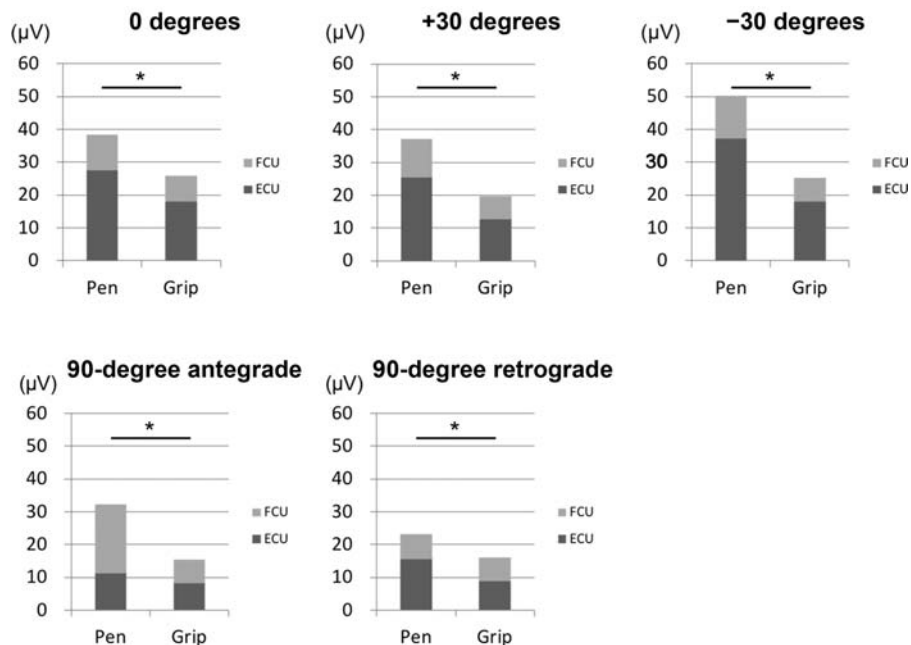 0 degrees
(µV)
60
50
40
30
20
10
0
*
FCU
ECU
Pen
Grip
+30 degrees
(µV)
60
50
40
30
20
10
0
*
FCU
ECU
Pen
Grip
−30 degrees
(µV)
60
50
40
30
20
10
0
*
FCU
ECU
Pen
Grip
90-degree antegrade
(µV)
60
50
40
30
20
10
0
*
FCU
ECU
Pen
Grip
90-degree retrograde
(µV)
60
50
40
30
20
10
0
*
FCU
ECU
Pen
Grip